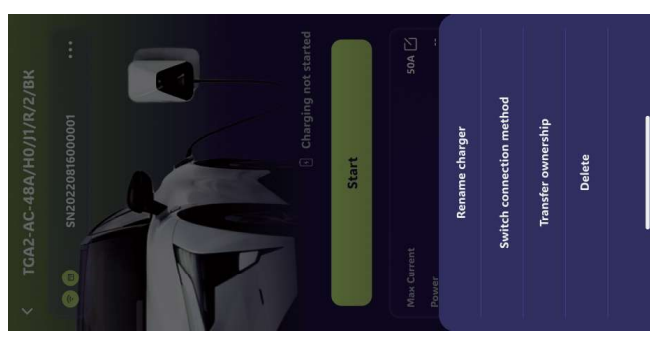 TGA2-AC-48A/H0/J1/R/2/BK
SN20220816000001
Charging not started
Start
Max Current
50A
Power
--
Rename charger
Switch connection method
Transfer ownership
Delete